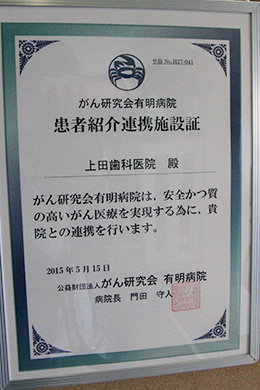 登録 No.H27-041
がん研究会有明病院
患者紹介連携施設証
上田歯科医院 殿
がん研究会有明病院は、安全かつ質
の高いがん医療を実現する為に、貴
院との連携を行います。
2015年5月15日
公益財団法人がん研究会 有明病院
病院長 門田 守人